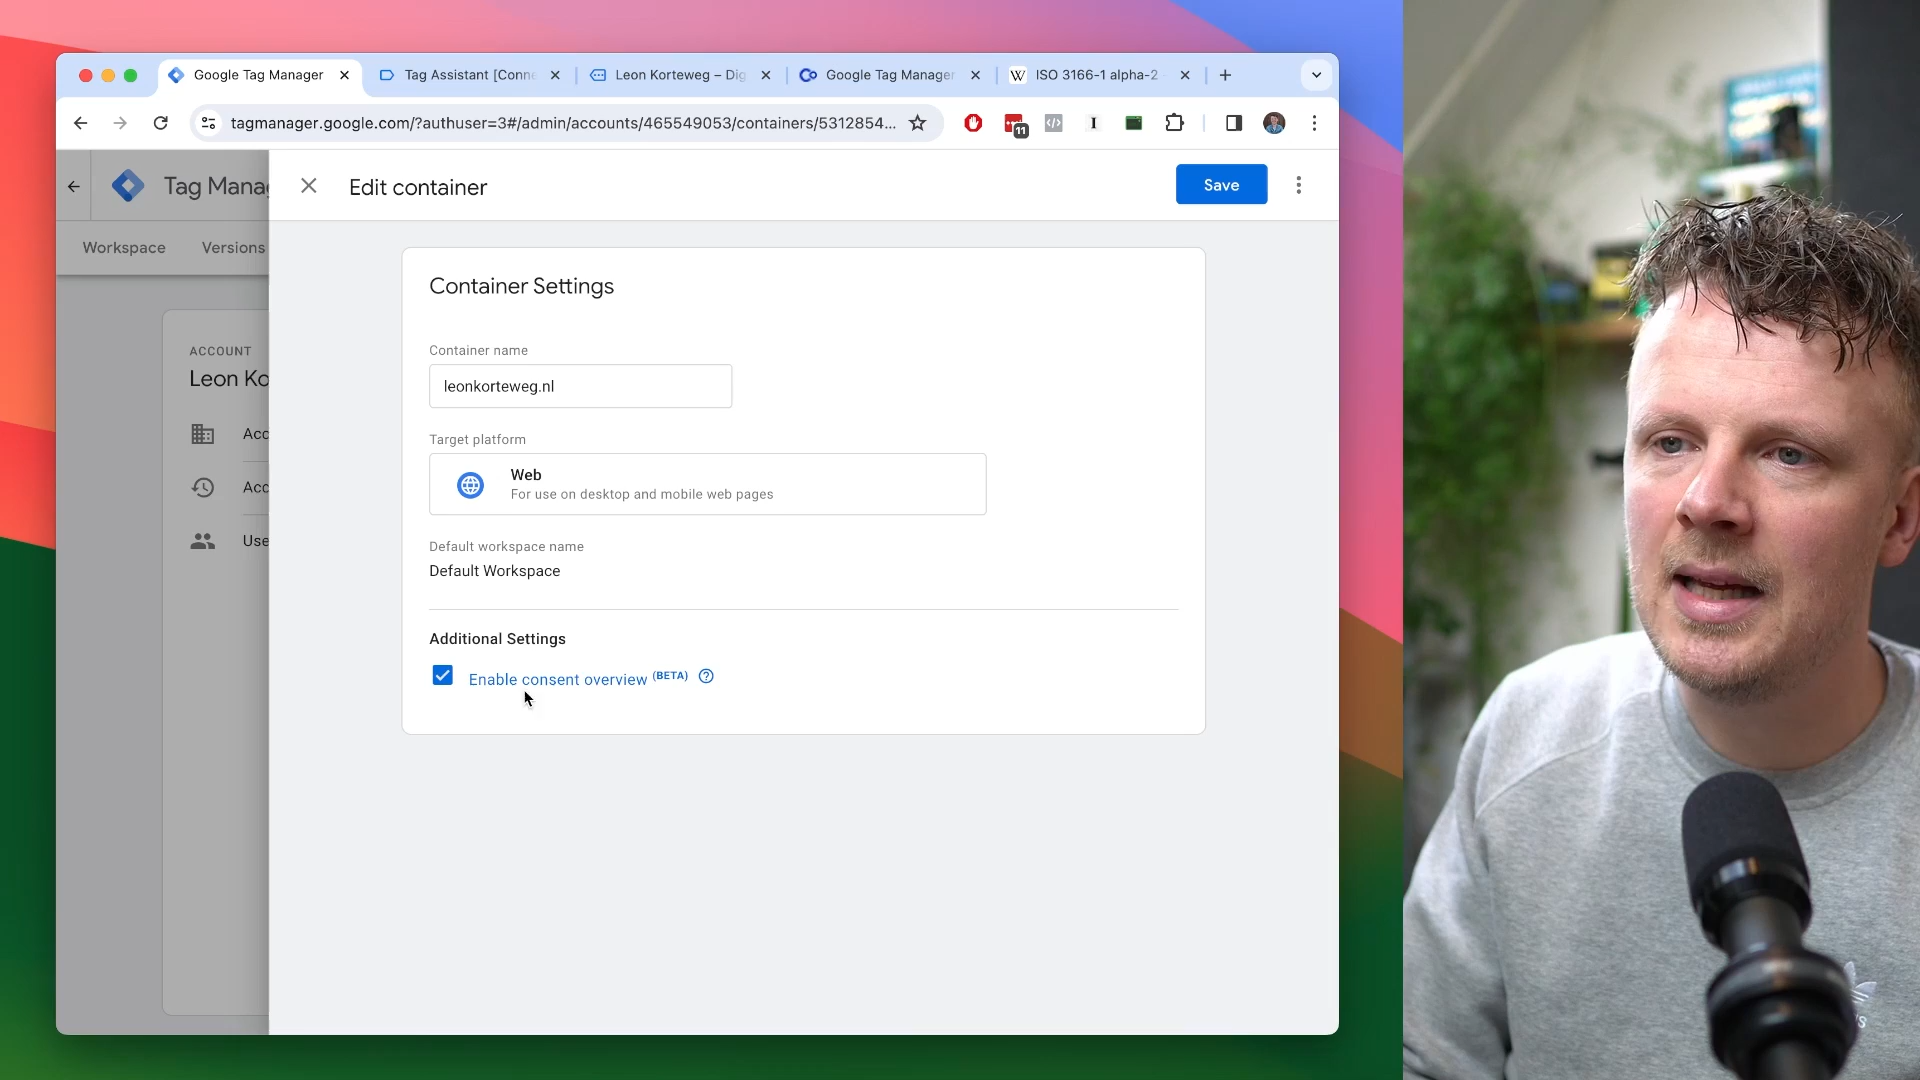 Google Tag Manager
Tag Assistant [Conne
Leon Korteweg – Dig
Google Tag Manager
ISO 3166-1 alpha-2
tagmanager.google.com/?authuser=3#/admin/accounts/465549053/containers/5312854...
11
Tag Mana
Edit container
Save
Workspace
Versions
Container Settings
ACCOUNT
Leon Ko
Acc
Acc
Use
Container name
leonkorteweg.nl
Target platform
Web
For use on desktop and mobile web pages
Default workspace name
Default Workspace
Additional Settings
Enable consent overview (BETA)